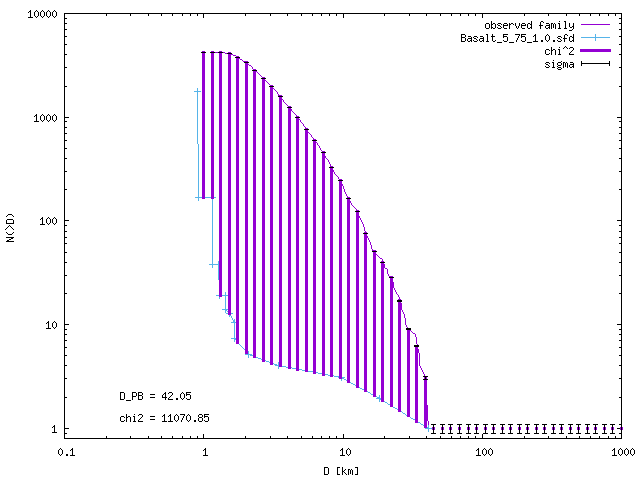 10000
1000
100
10
1
N(>D)
observed family
Basalt_5_75_1.0.sfd
chi^2
sigma
D_PB = 42.05
chi2 = 11070.85
0.1 1 10 100 1000
D [km]